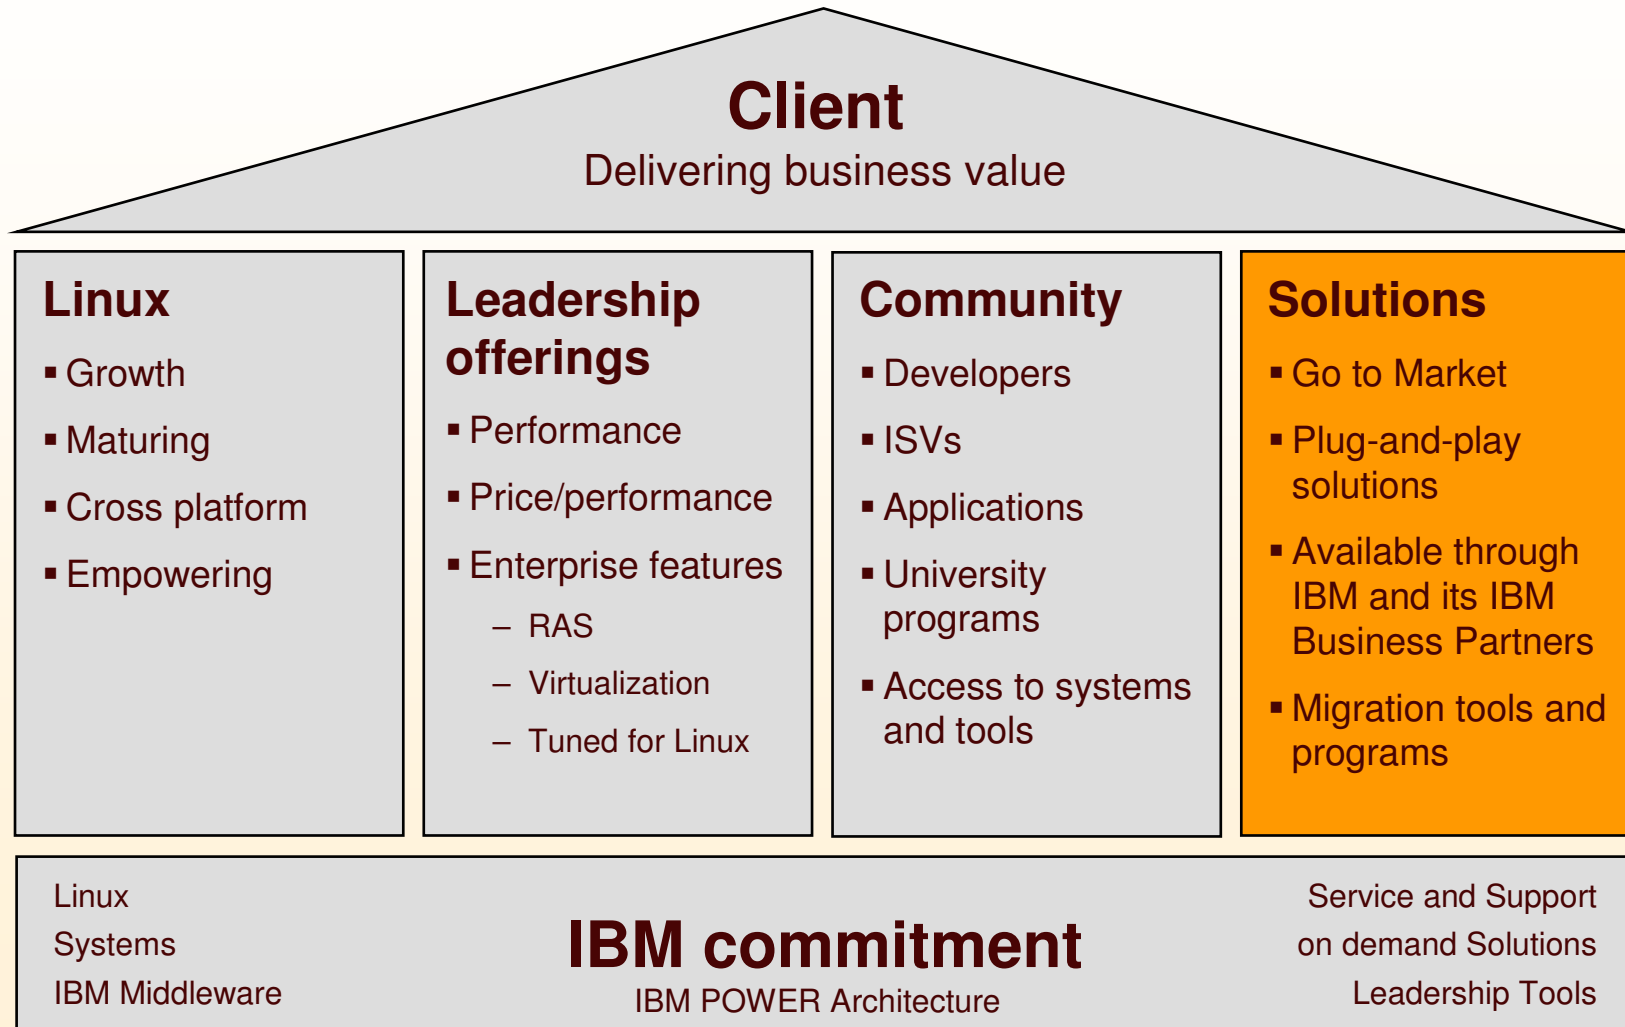 Client
Delivering business value
Linux
▪ Growth
▪ Maturing
▪ Cross platform
▪ Empowering
Leadership
offerings
▪ Performance
▪ Price/performance
▪ Enterprise features
– RAS
– Virtualization
– Tuned for Linux
Community
▪ Developers
▪ ISVs
▪ Applications
▪ University
programs
▪ Access to systems
and tools
Solutions
▪ Go to Market
▪ Plug-and-play
solutions
▪ Available through
IBM and its IBM
Business Partners
▪ Migration tools and
programs
Linux
Systems
IBM Middleware
IBM commitment
IBM POWER Architecture
Service and Support
on demand Solutions
Leadership Tools